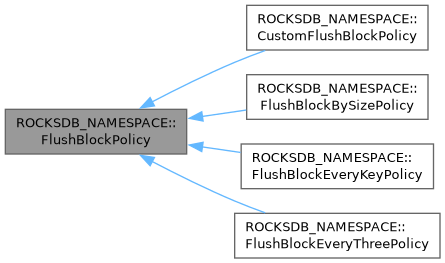 ROCKSDB_NAMESPACE::
CustomFlushBlockPolicy
ROCKSDB_NAMESPACE::
FlushBlockBySizePolicy
ROCKSDB_NAMESPACE::
FlushBlockPolicy
ROCKSDB_NAMESPACE::
FlushBlockEveryKeyPolicy
ROCKSDB_NAMESPACE::
FlushBlockEveryThreePolicy